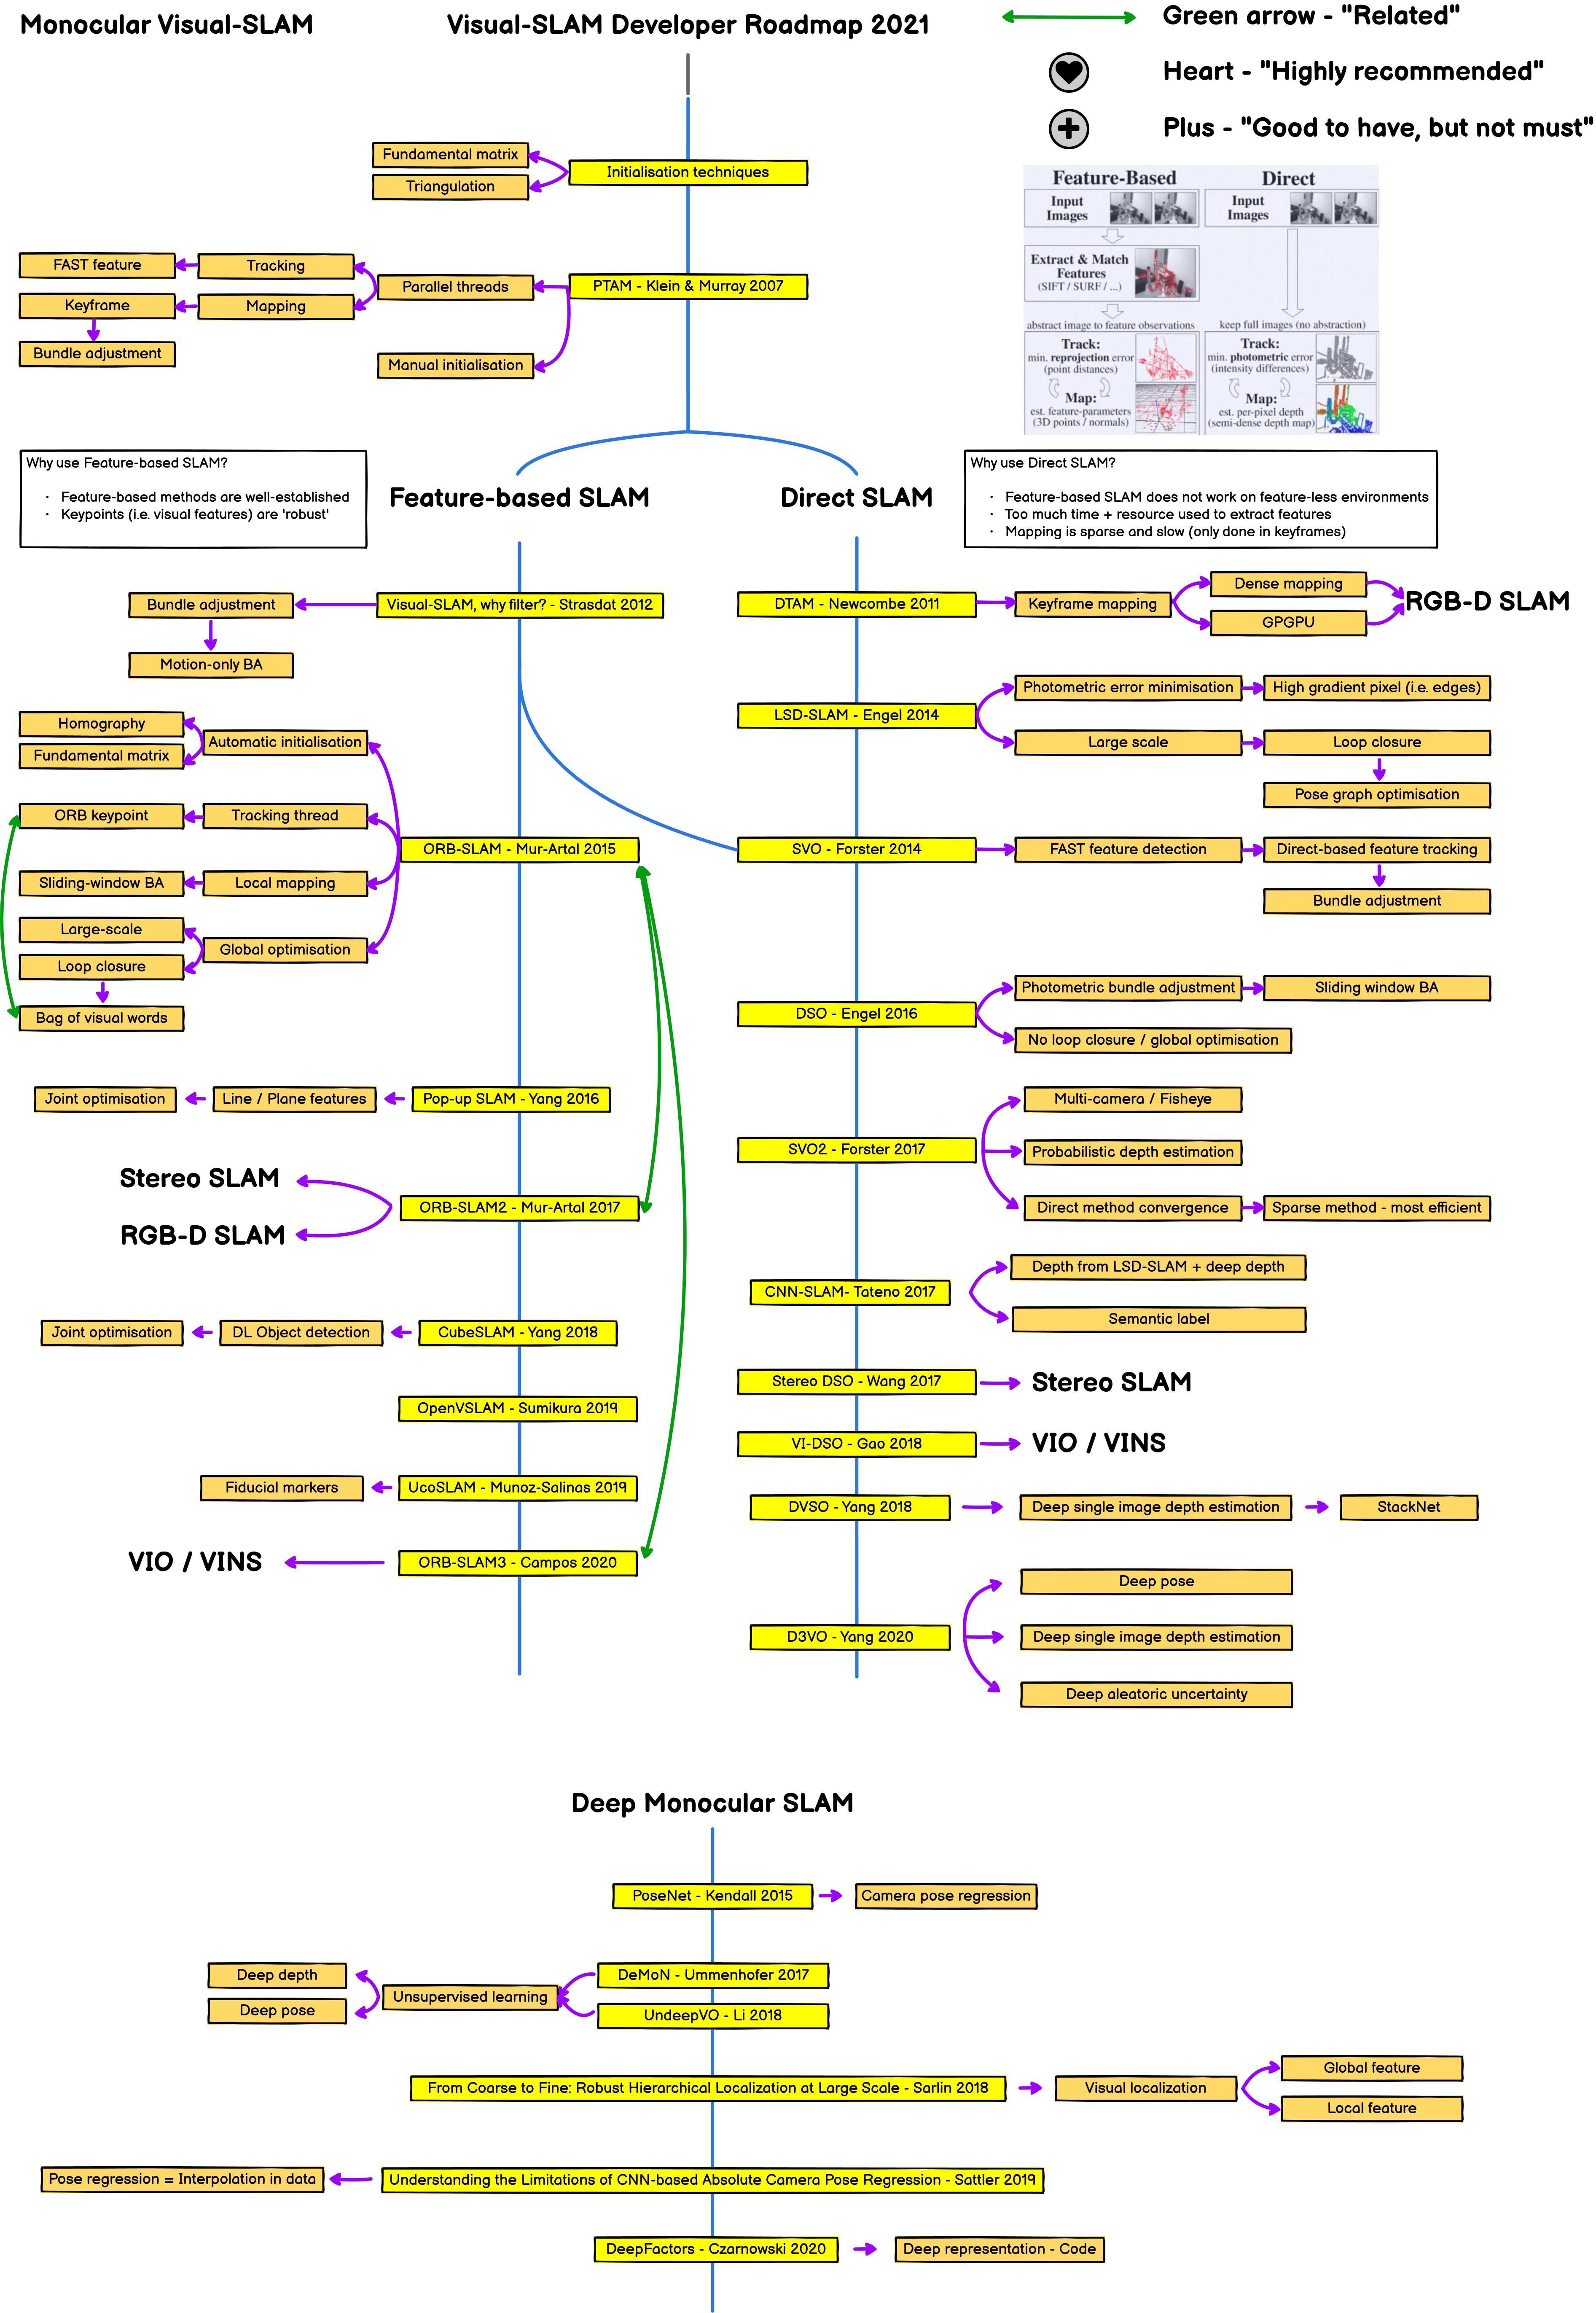 Monocular Visual-SLAM
Visual-SLAM Developer Roadmap 2021
Green arrow - "Related"
Heart - "Highly recommended"
Plus - "Good to have, but not must"
Initialisation techniques
Fundamental matrix
Triangulation
PTAM - Klein & Murray 2007
Parallel threads
Tracking
FAST feature
Mapping
Keyframe
Bundle adjustment
Manual initialisation
Feature-Based
Input
Images
Extract & Match
Features
(SIFT / SURF / ...)
abstract image to feature observations
Track:
min. reprojection error
(point distances)
Map:
est. feature-parameters
(3D points / normals)
Direct
Input
Images
keep full images (no abstraction)
Track:
min. photometric error
(intensity differences)
Map:
est. per-pixel depth
(semi-dense depth map)
Why use Feature-based SLAM?
· Feature-based methods are well-established
· Keypoints (i.e. visual features) are 'robust'
Feature-based SLAM
Direct SLAM
Why use Direct SLAM?
· Feature-based SLAM does not work on feature-less environments
· Too much time + resource used to extract features
· Mapping is sparse and slow (only done in keyframes)
Visual-SLAM, why filter? - Strasdat 2012
Bundle adjustment
Motion-only BA
ORB-SLAM - Mur-Artal 2015
Automatic initialisation
Homography
Fundamental matrix
Tracking thread
ORB keypoint
Local mapping
Sliding-window BA
Global optimisation
Large-scale
Loop closure
Bag of visual words
Pop-up SLAM - Yang 2016
Line / Plane features
Joint optimisation
ORB-SLAM2 - Mur-Artal 2017
Stereo SLAM
RGB-D SLAM
CubeSLAM - Yang 2018
DL Object detection
Joint optimisation
OpenVSLAM - Sumikura 2019
UcoSLAM - Munoz-Salinas 2019
Fiducial markers
ORB-SLAM3 - Campos 2020
VIO / VINS
DTAM - Newcombe 2011
Keyframe mapping
Dense mapping
GPGPU
RGB-D SLAM
LSD-SLAM - Engel 2014
Photometric error minimisation
High gradient pixel (i.e. edges)
Large scale
Loop closure
Pose graph optimisation
SVO - Forster 2014
FAST feature detection
Direct-based feature tracking
Bundle adjustment
DSO - Engel 2016
Photometric bundle adjustment
Sliding window BA
No loop closure / global optimisation
SVO2 - Forster 2017
Multi-camera / Fisheye
Probabilistic depth estimation
Direct method convergence
Sparse method - most efficient
CNN-SLAM- Tateno 2017
Depth from LSD-SLAM + deep depth
Semantic label
Stereo DSO - Wang 2017
Stereo SLAM
VI-DSO - Gao 2018
VIO / VINS
DVSO - Yang 2018
Deep single image depth estimation
StackNet
D3VO - Yang 2020
Deep pose
Deep single image depth estimation
Deep aleatoric uncertainty
Deep Monocular SLAM
PoseNet - Kendall 2015
Camera pose regression
DeMoN - Ummenhofer 2017
UndeepVO - Li 2018
Unsupervised learning
Deep depth
Deep pose
From Coarse to Fine: Robust Hierarchical Localization at Large Scale - Sarlin 2018
Visual localization
Global feature
Local feature
Understanding the Limitations of CNN-based Absolute Camera Pose Regression - Sattler 2019
Pose regression = Interpolation in data
DeepFactors - Czarnowski 2020
Deep representation - Code